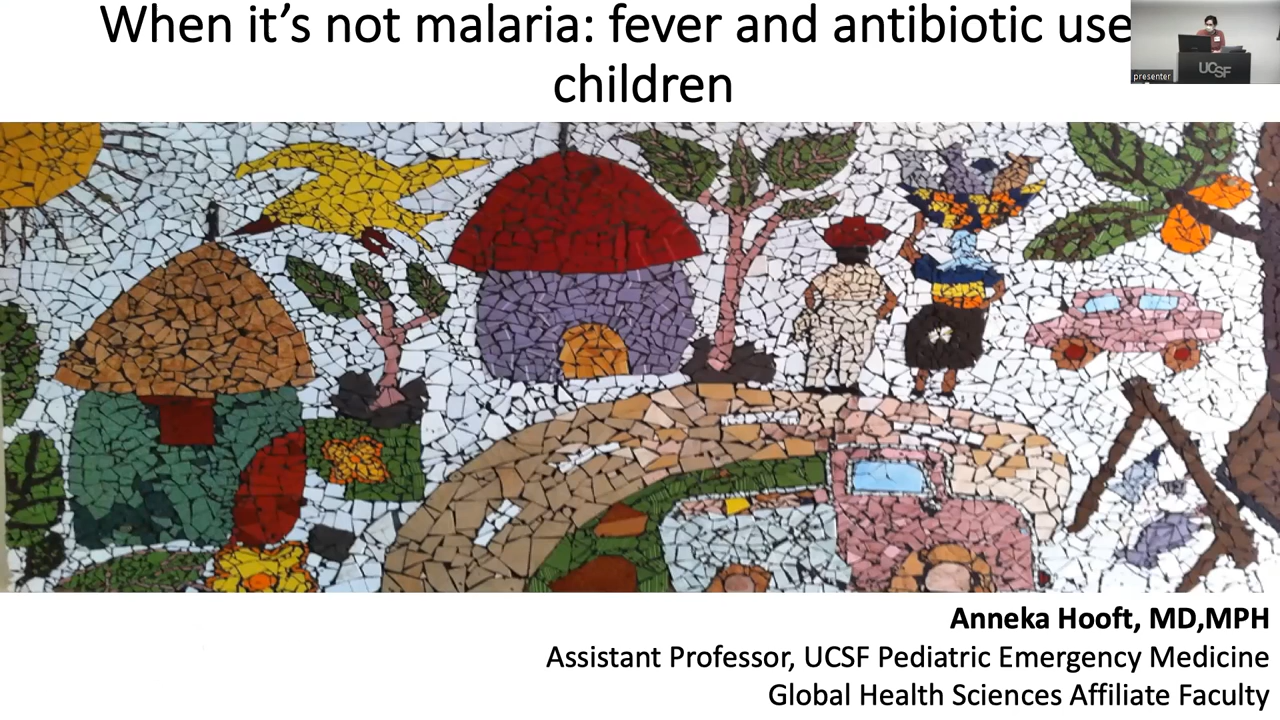 When it's not malaria: fever and antibiotic use
children
presenter
UCSF
Anneka Hooft, MD,MPH
Assistant Professor, UCSF Pediatric Emergency Medicine
Global Health Sciences Affiliate Faculty